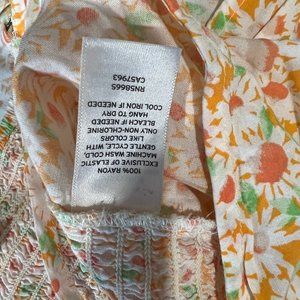 100% RAYON
EXCLUSIVE OF ELASTIC
MACHINE WASH COLD,
GENTLE CYCLE, WITH
LIKE COLORS
ONLY NON-CHLORINE
BLEACH IF NEEDED
HANG TO DRY
COOL IRON IF NEEDED
RN58665
CA57963